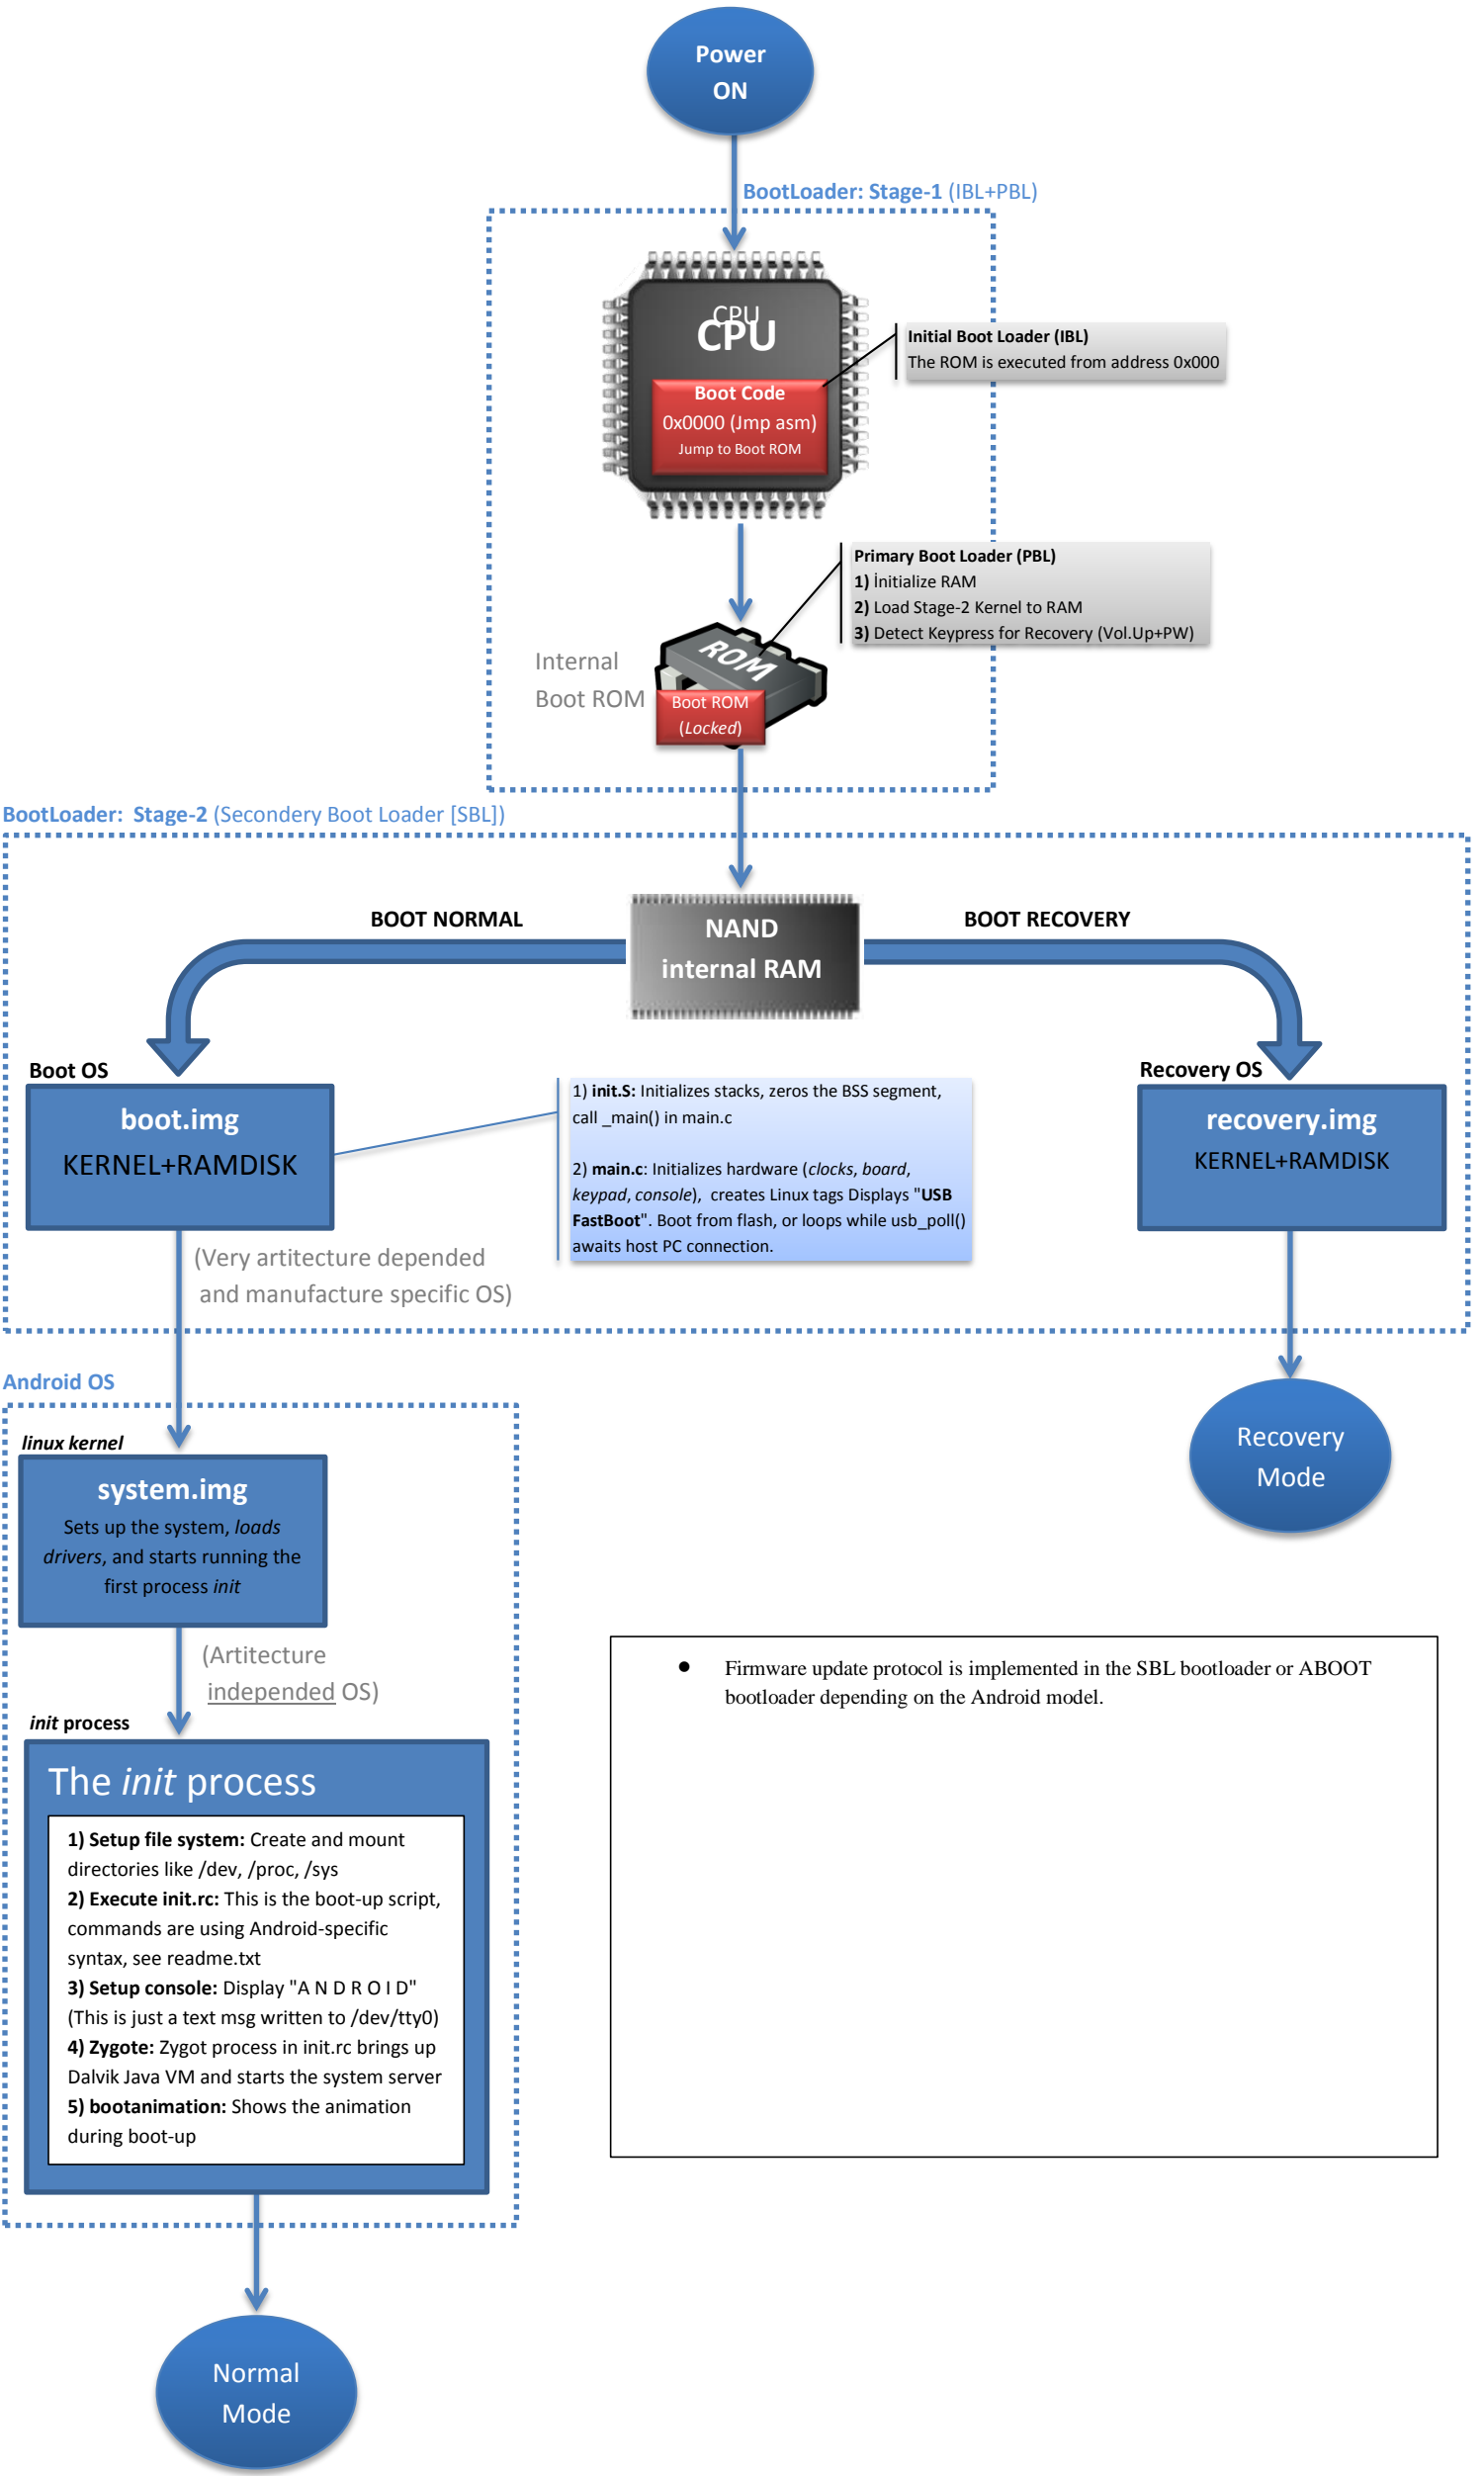 Power
ON
BootLoader: Stage-1 (IBL+PBL)
CPU
CPU
Boot Code
0x0000 (Jmp asm)
Jump to Boot ROM
Initial Boot Loader (IBL)
The ROM is executed from address 0x000
Primary Boot Loader (PBL)
1) İnitialize RAM
2) Load Stage-2 Kernel to RAM
3) Detect Keypress for Recovery (Vol.Up+PW)
Internal
Boot ROM
ROM
Boot ROM
(Locked)
BootLoader: Stage-2 (Secondery Boot Loader [SBL])
BOOT NORMAL
NAND
internal RAM
BOOT RECOVERY
Boot OS
boot.img
KERNEL+RAMDISK
1) init.S: Initializes stacks, zeros the BSS segment,
call _main() in main.c
2) main.c: Initializes hardware (clocks, board,
keypad, console), creates Linux tags Displays "USB
FastBoot". Boot from flash, or loops while usb_poll()
awaits host PC connection.
Recovery OS
recovery.img
KERNEL+RAMDISK
(Very artitecture depended
and manufacture specific OS)
Android OS
linux kernel
system.img
Sets up the system, loads
drivers, and starts running the
first process init
Recovery
Mode
(Artitecture
independed OS)
init process
The init process
1) Setup file system: Create and mount
directories like /dev, /proc, /sys
2) Execute init.rc: This is the boot-up script,
commands are using Android-specific
syntax, see readme.txt
3) Setup console: Display "A N D R O I D"
(This is just a text msg written to /dev/tty0)
4) Zygote: Zygot process in init.rc brings up
Dalvik Java VM and starts the system server
5) bootanimation: Shows the animation
during boot-up
• Firmware update protocol is implemented in the SBL bootloader or ABOOT
bootloader depending on the Android model.
Normal
Mode